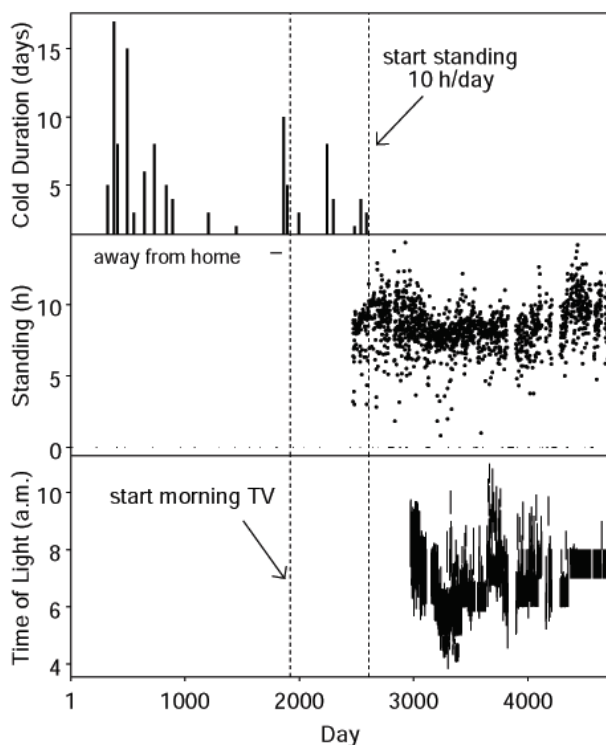 Cold Duration (days)
15
10
5
start standing
10 h/day
Standing (h)
away from home
10
5
0
Time of Light (a.m.)
start morning TV
10
8
6
4
1
1000
2000
3000
4000
Day